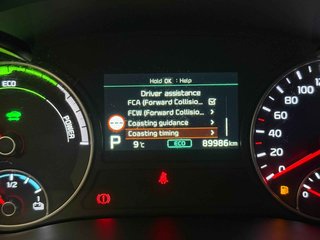 Hold OK : Help
Driver assistance
FCA (Forward Collisio...
FCW (Forward Collisio...
Coasting guidance
Coasting timing
P
9°C
ECO
89986km
ECO
POWER
1/2
120
100
80
60
40
20
0